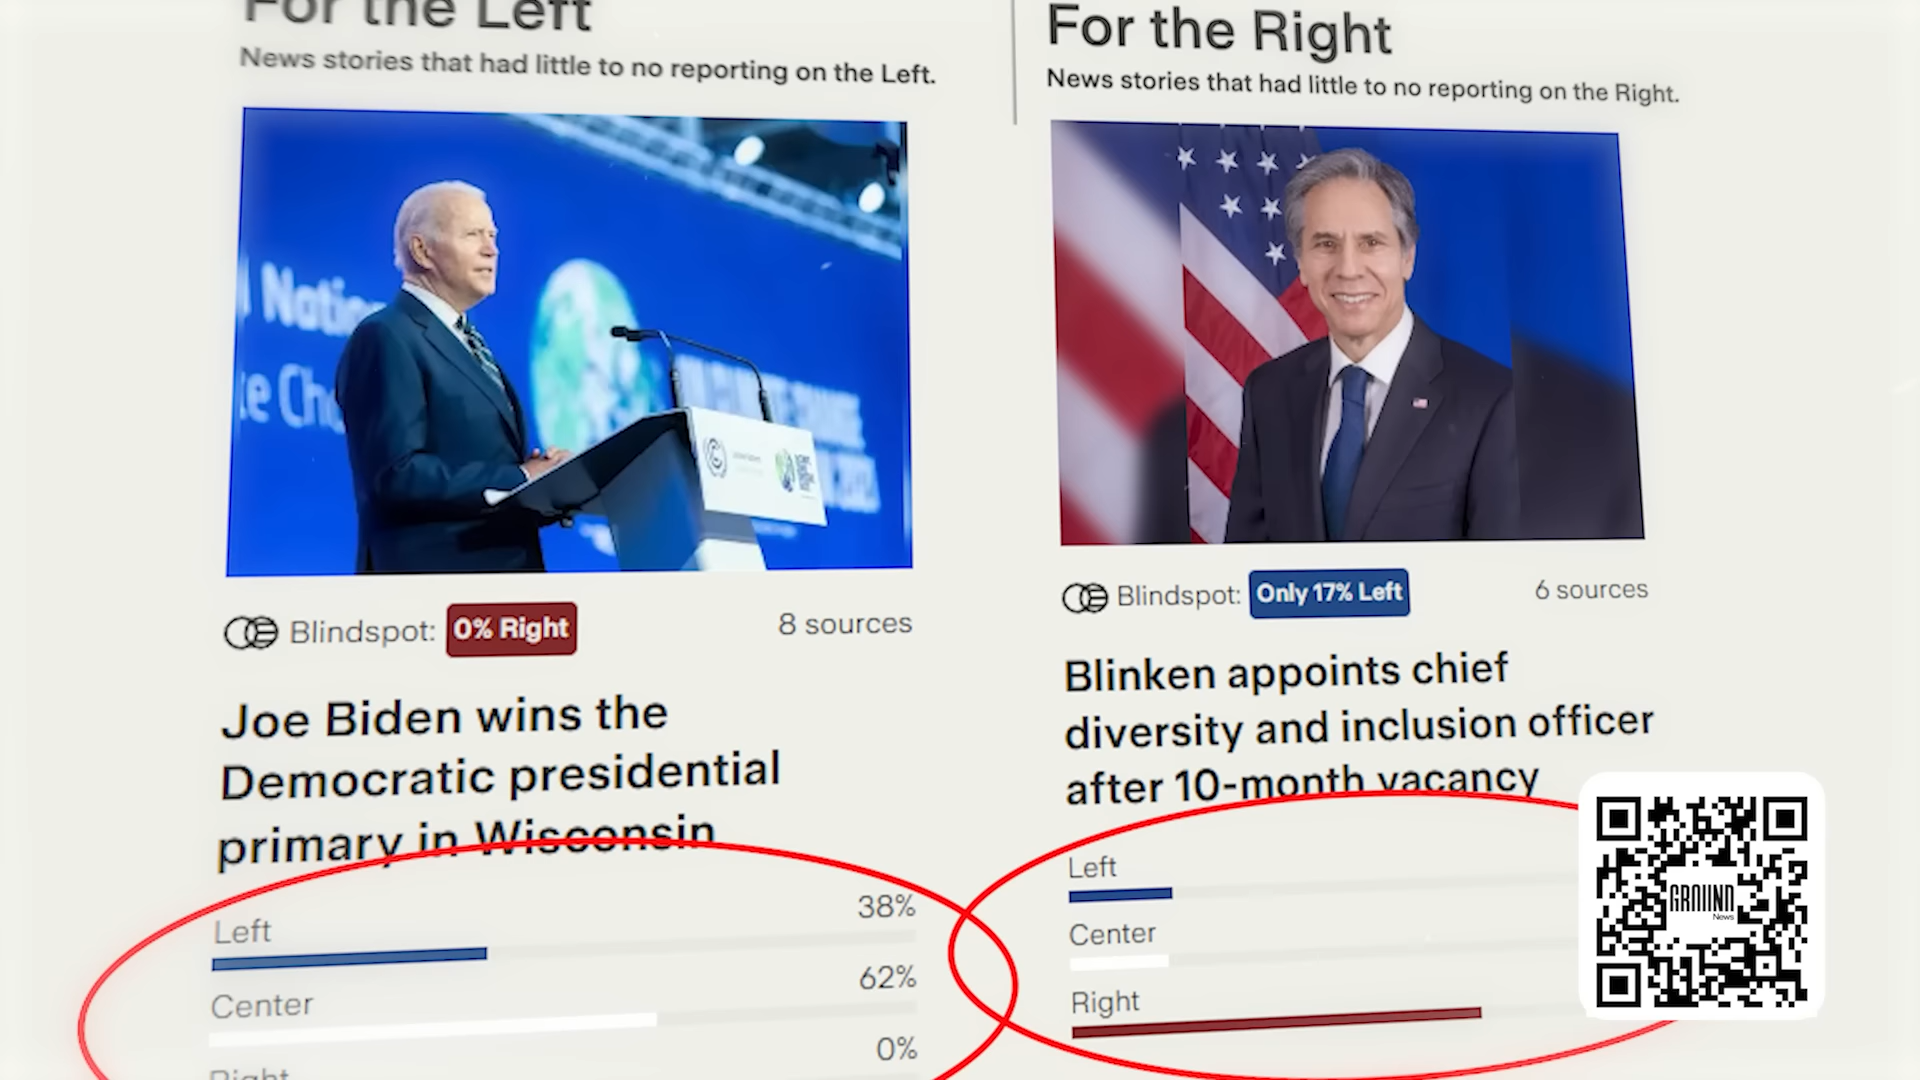 For the Left
News stories that had little to no reporting on the Left.
Blindspot: 0% Right
8 sources
Joe Biden wins the
Democratic presidential
primary in Wisconsin
Left
38%
Center
62%
Right
0%
For the Right
News stories that had little to no reporting on the Right.
Blindspot: Only 17% Left
6 sources
Blinken appoints chief
diversity and inclusion officer
after 10-month vacancy
Left
Center
Right
GROUND
News